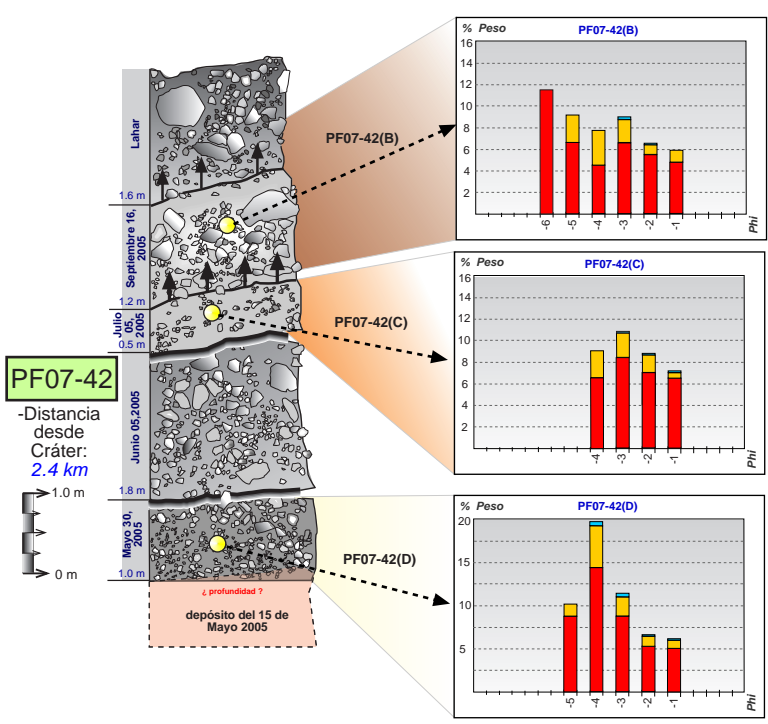 % Peso
PF07-42(B)
16
14
12
10
8
6
4
2
-6
-5
-4
-3
-2
-1
Phi
Lahar
PF07-42(B)
1.6 m
Septiembre 16,
2005
1.2 m
% Peso
PF07-42(C)
16
14
12
10
8
6
4
2
-4
-3
-2
-1
Phi
Julio
05,
2005
0.5 m
PF07-42(C)
PF07-42
-Distancia
desde
Cráter:
2.4 km
1.0 m
0 m
Junio 05,2005
1.8 m
% Peso
PF07-42(D)
20
15
10
5
-5
-4
-3
-2
-1
Phi
Mayo 30,
2005
1.0 m
PF07-42(D)
¿ profundidad ?
depósito del 15 de
Mayo 2005